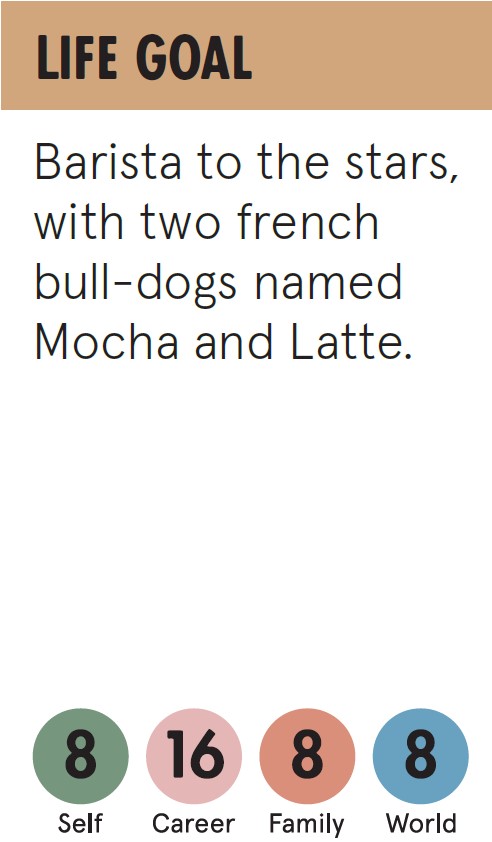 LIFE GOAL
Barista to the stars,
with two french
bull-dogs named
Mocha and Latte.
8 16 8 8
Self Career Family World